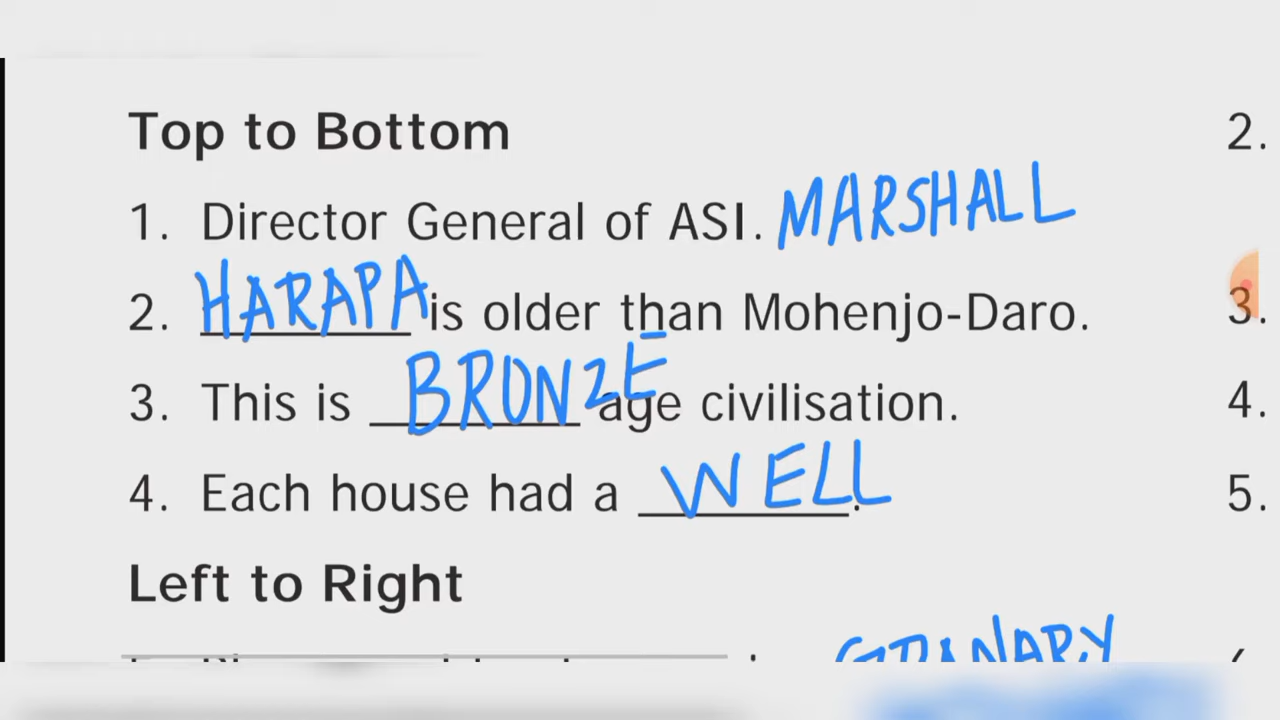 Top to Bottom
2.
1. Director General of ASI. MARSHALL
2. HARAPA is older than Mohenjo-Daro.
3.
3. This is BRONZE age civilisation.
4.
4. Each house had a WELL.
5.
Left to Right
GRANARY